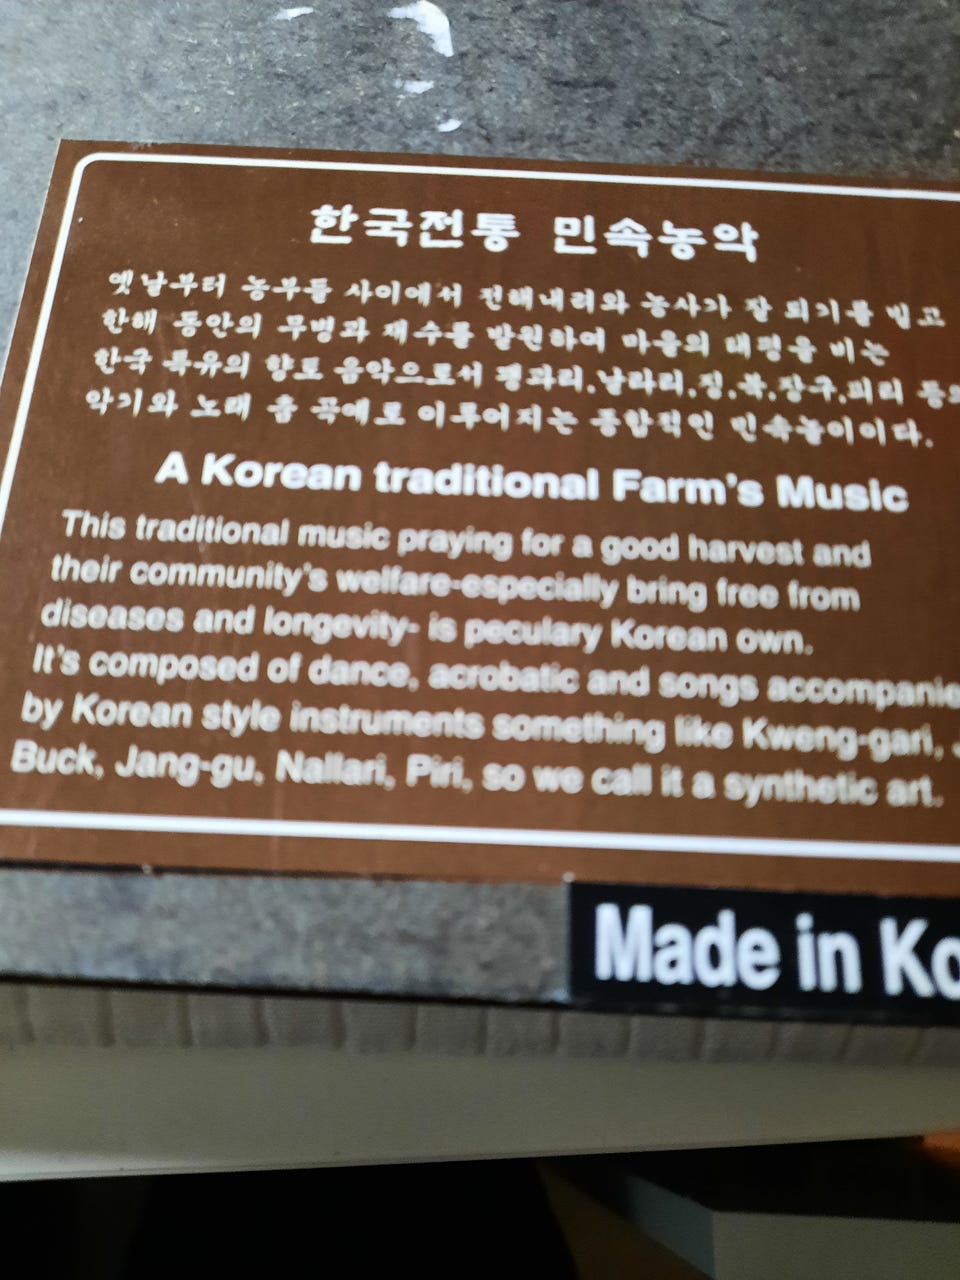 한국전통 민속농악
옛날부터 농부들 사이에서 전해내려와 농사가 잘 되기를 빌고
한해 동안의 무병과 재수를 발원하여 마을의 태평을 비는
한국 특유의 향토 음악으로서 꽹과리,날라리,징,북,장구,피리
악기와 노래 춤 곡예로 이루어지는 종합적인 민속놀이이다.
A Korean traditional Farm's Music
This traditional music praying for a good harvest and
their community's welfare-especially bring free from
diseases and longevity- is peculary Korean own.
It's composed of dance, acrobatic and songs accompanie
by Korean style instruments something like Kweng-gari,
Buck, Jang-gu, Nallari, Piri, so we call it a synthetic art.
Made in Ko